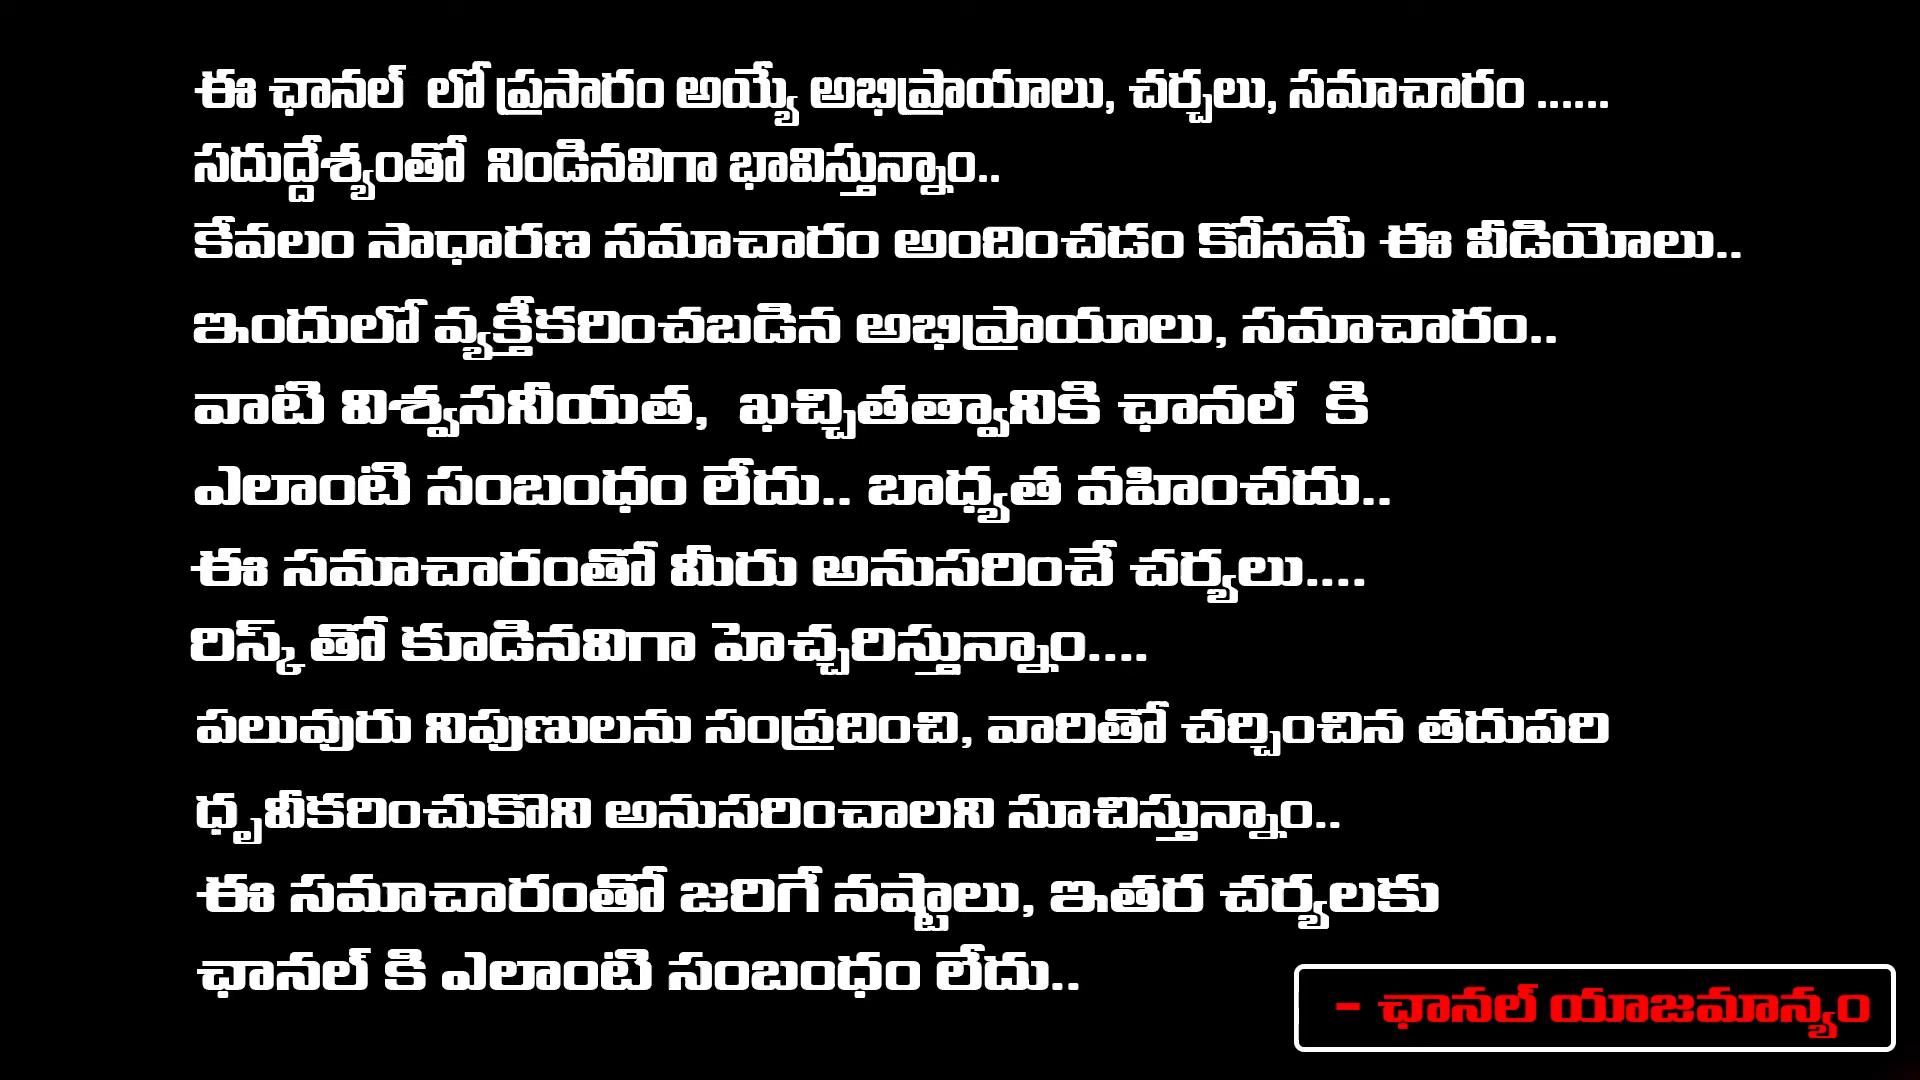 ఈ ఛానల్ లో ప్రసారం అయ్యే అభిప్రాయాలు, చర్చలు, సమాచారం ......
సదుద్దేశ్యంతో నిండినవిగా భావిస్తున్నాం..
కేవలం సాధారణ సమాచారం అందించడం కోసమే ఈ వీడియోలు..
ఇందులో వ్యక్తీకరించబడిన అభిప్రాయాలు, సమాచారం..
వాటి విశ్వసనీయత, ఖచ్చితత్వానికి ఛానల్ కి
ఎలాంటి సంబంధం లేదు.. బాధ్యత వహించదు..
ఈ సమాచారంతో మీరు అనుసరించే చర్యలు....
రిస్క్ తో కూడినవిగా హెచ్చరిస్తున్నాం....
పలువురు నిపుణులను సంప్రదించి, వారితో చర్చించిన తదుపరి
ధృవీకరించుకొని అనుసరించాలని సూచిస్తున్నాం..
ఈ సమాచారంతో జరిగే నష్టాలు, ఇతర చర్యలకు
ఛానల్ కి ఎలాంటి సంబంధం లేదు..
- ఛానల్ యాజమాన్యం